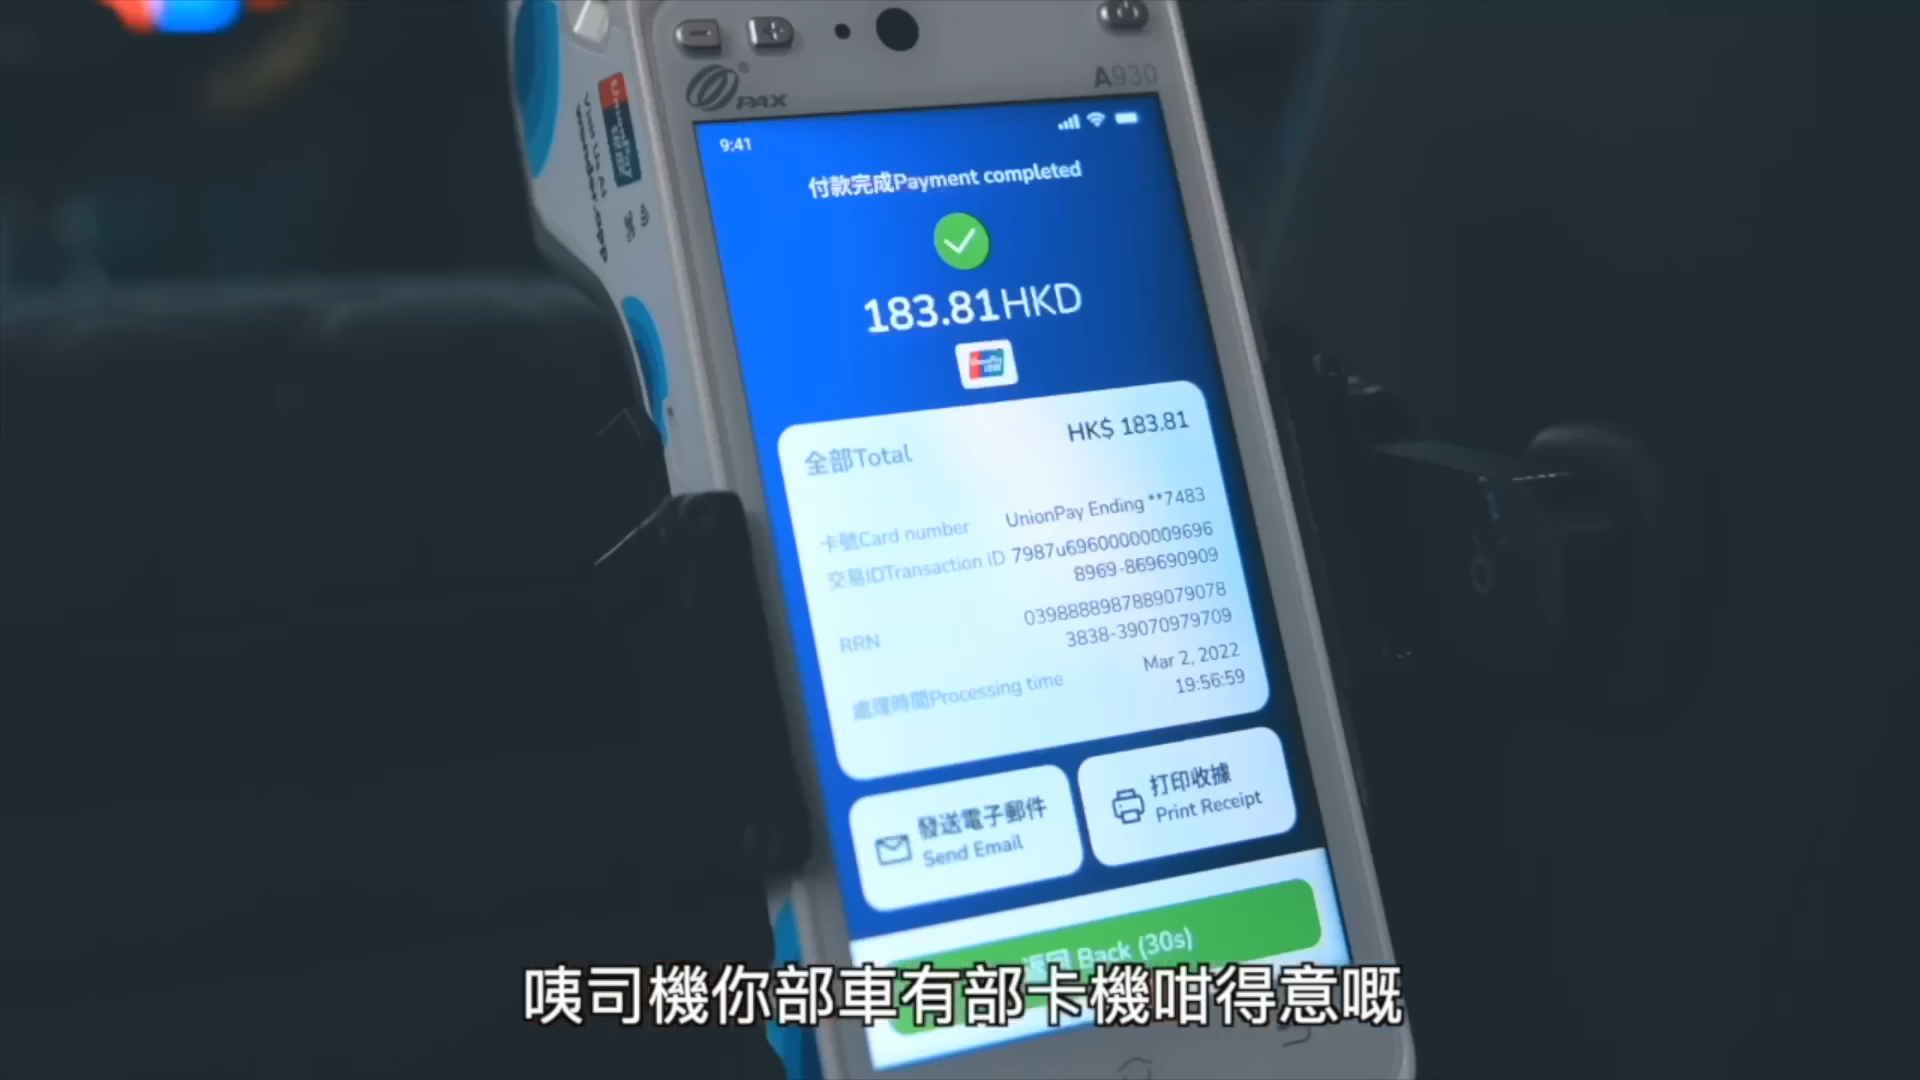 PAX
A930
UnionPay
银联
9:41
付款完成Payment completed
183.81HKD
全部Total
HK$ 183.81
卡號Card number
UnionPay Ending **7483
交易IDTransaction ID
7987u69600000009696
8969-869690909
RRN
0398888987889079078
3838-39070979709
處理時間Processing time
Mar 2, 2022
19:56:59
發送電子郵件
Send Email
打印收據
Print Receipt
返回 Back (30s)
咦司機你部車有部卡機咁得意嘅